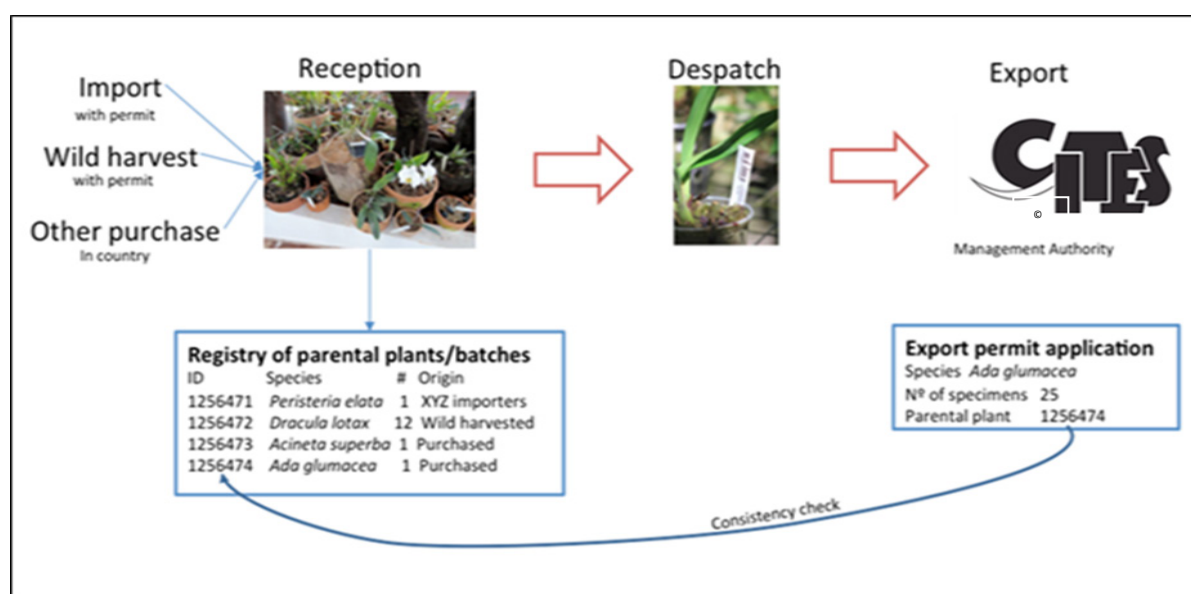 Import
with permit
Wild harvest
with permit
Other purchase
In country
Reception
Despatch
Export
CITES
©
Management Authority
Registry of parental plants/batches
ID Species # Origin
1256471 Peristeria elata 1 XYZ importers
1256472 Dracula lotax 12 Wild harvested
1256473 Acineta superba 1 Purchased
1256474 Ada glumacea 1 Purchased
Export permit application
Species Ada glumacea
Nº of specimens 25
Parental plant 1256474
Consistency check